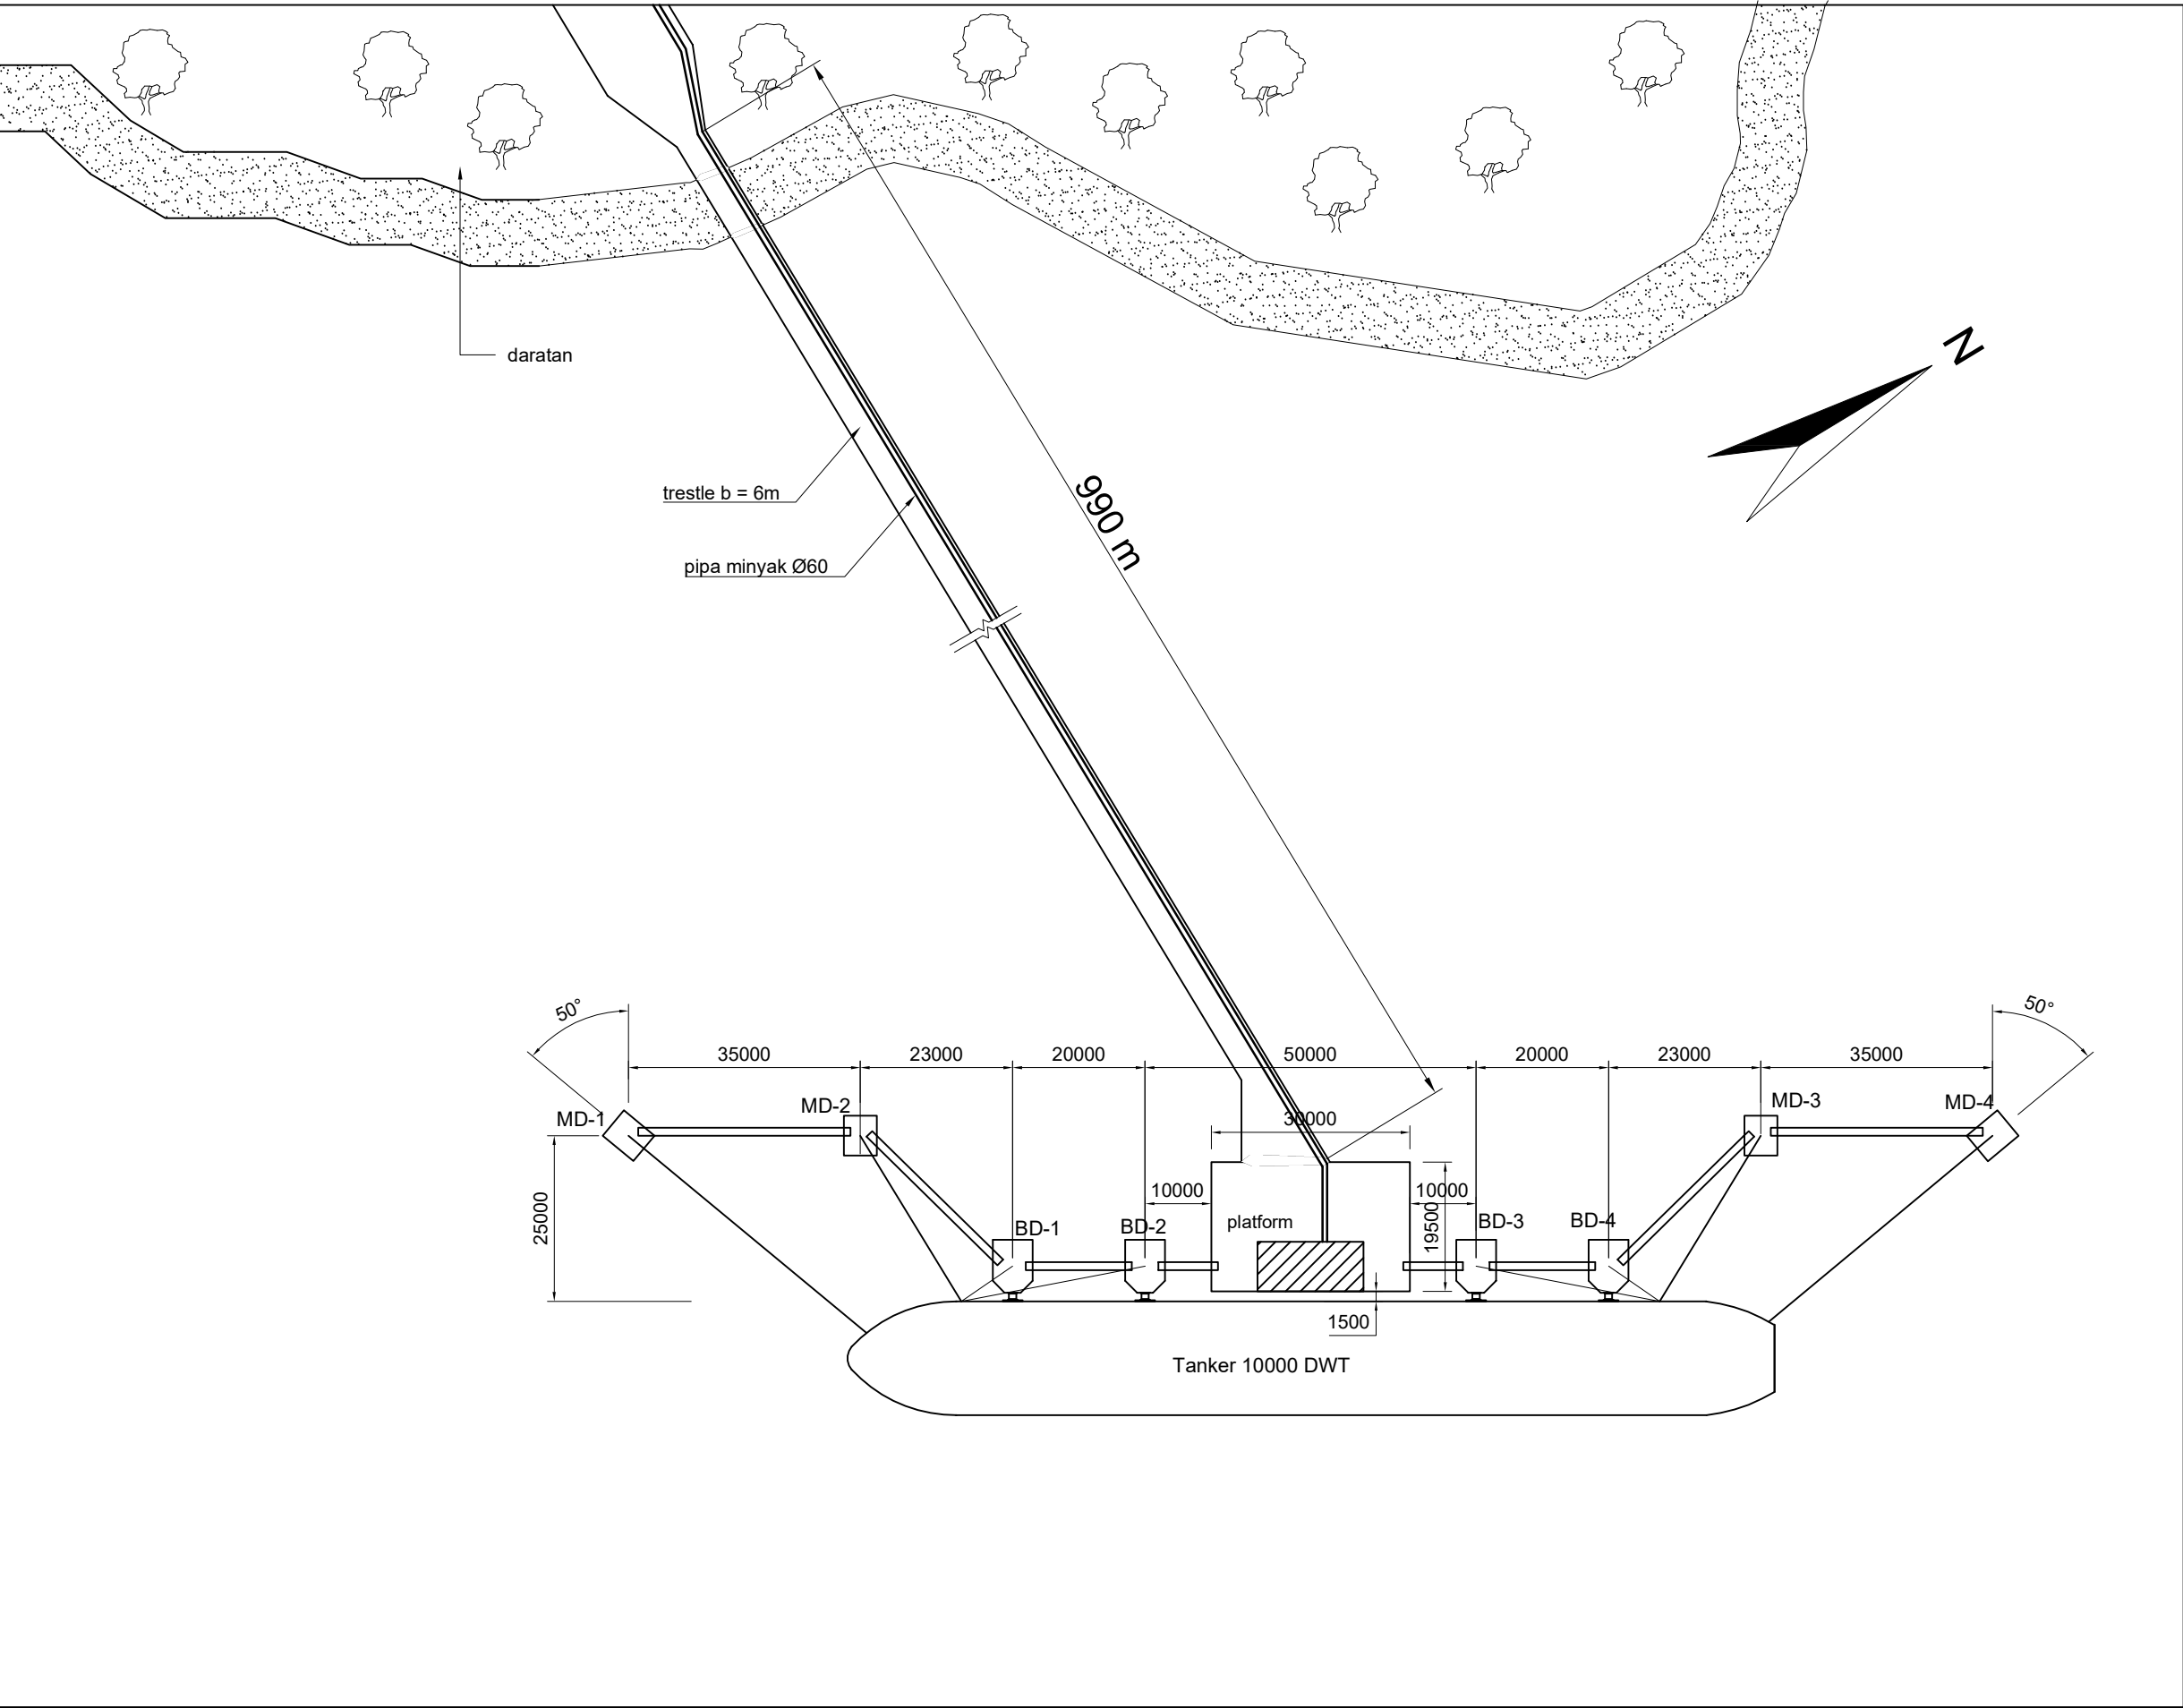 N
daratan
trestle b = 6m
990 m
pipa minyak Ø60
50°
50°
35000
23000
20000
50000
20000
23000
35000
MD-1
MD-2
30000
MD-3
MD-4
25000
10000
10000
19500
platform
BD-1
BD-2
BD-3
BD-4
1500
Tanker 10000 DWT